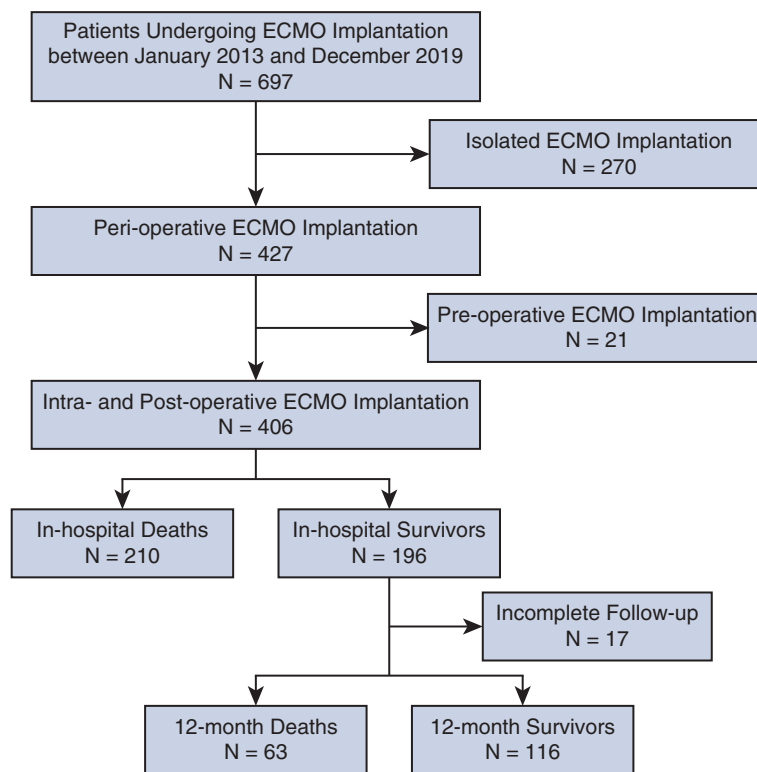 Patients Undergoing ECMO Implantation
between January 2013 and December 2019
N = 697
Isolated ECMO Implantation
N = 270
Peri-operative ECMO Implantation
N = 427
Pre-operative ECMO Implantation
N = 21
Intra- and Post-operative ECMO Implantation
N = 406
In-hospital Deaths
N = 210
In-hospital Survivors
N = 196
Incomplete Follow-up
N = 17
12-month Deaths
N = 63
12-month Survivors
N = 116